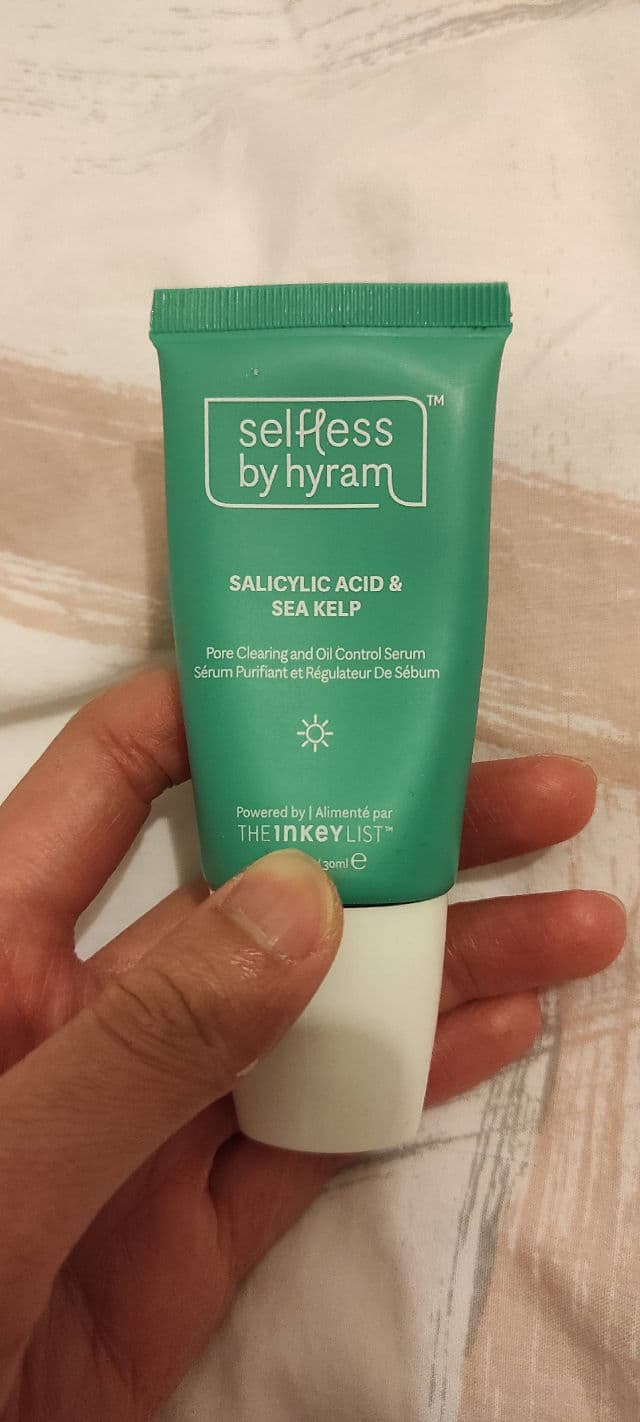 selfless
by hyram
TM
SALICYLIC ACID &
SEA KELP
Pore Clearing and Oil Control Serum
Sérum Purifiant et Régulateur De Sébum
Powered by | Alimenté par
THE INKEY LIST™
/30ml ℮